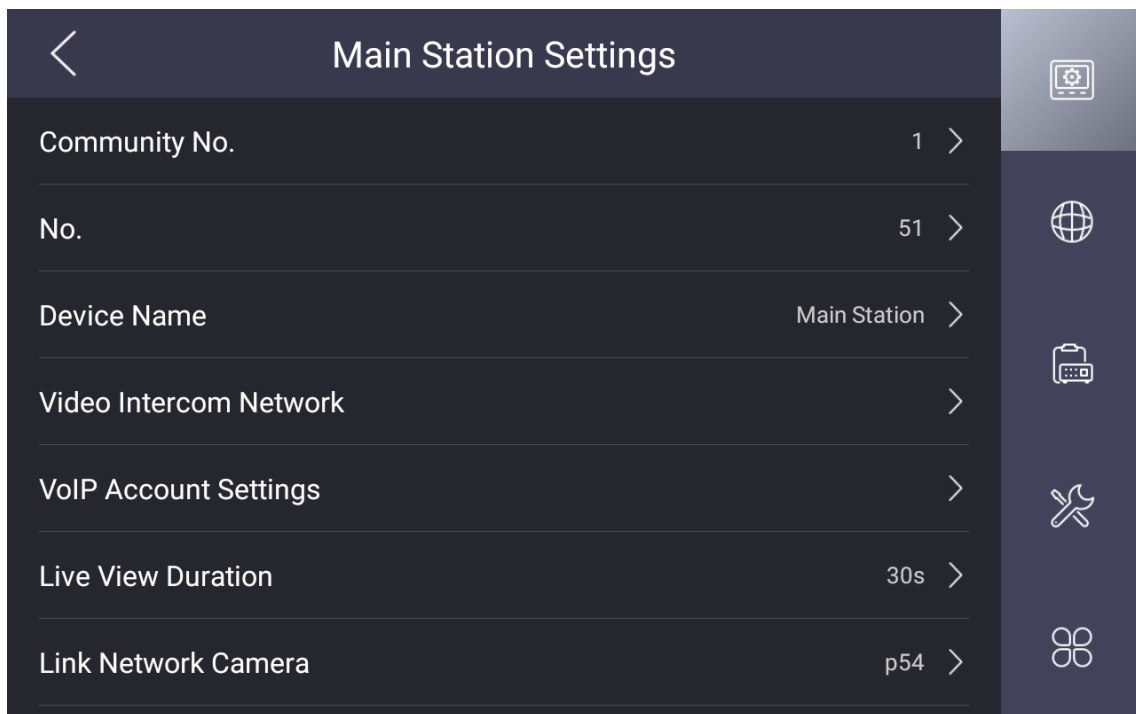 Main Station Settings
Community No. 1
No. 51
Device Name Main Station
Video Intercom Network
VoIP Account Settings
Live View Duration 30s
Link Network Camera p54